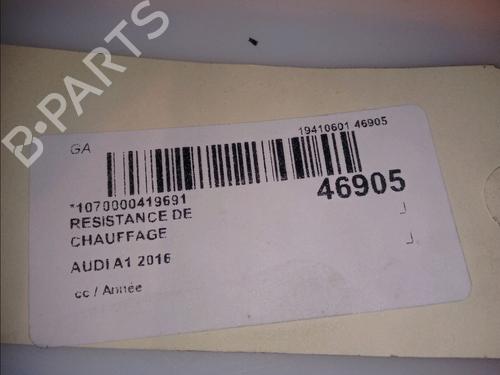 B-PARTS
GA
19410601 46905
*1070000419691
46905
RESISTANCE DE
CHAUFFAGE
AUDI A1 2016
cc / Année